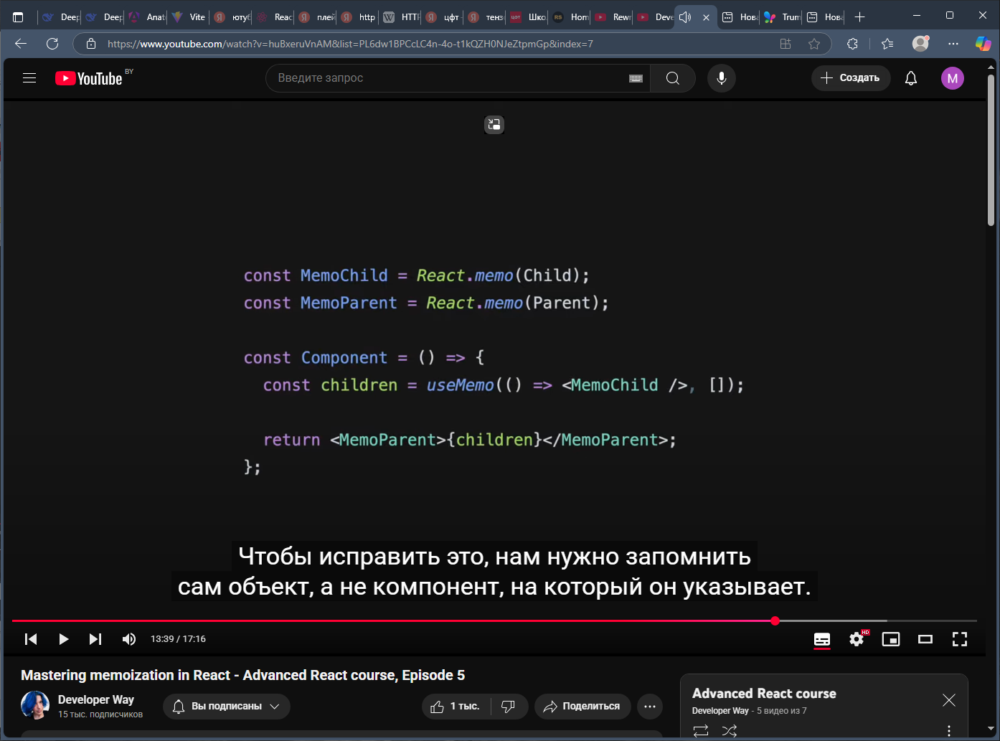 Deep
Deep
Anat
Vite
ютуб
Reac
плей
http
HTTP
цфт
тенз
Шко
Hom
Rewr
Deve
Нова
Trum
Нова
https://www.youtube.com/watch?v=huBxeruVnAM&list=PL6dw1BPCcLC4n-4o-t1kQZH0NJeZtpmGp&index=7
YouTube BY
Введите запрос
Создать
M
const MemoChild = React.memo(Child);
const MemoParent = React.memo(Parent);
const Component = () => {
const children = useMemo(() => <MemoChild />, []);
return <MemoParent>{children}</MemoParent>;
};
Чтобы исправить это, нам нужно запомнить
сам объект, а не компонент, на который он указывает.
13:39 / 17:16
HD
Mastering memoization in React - Advanced React course, Episode 5
Developer Way
15 тыс. подписчиков
Вы подписаны
1 тыс.
Поделиться
Advanced React course
Developer Way - 5 видео из 7